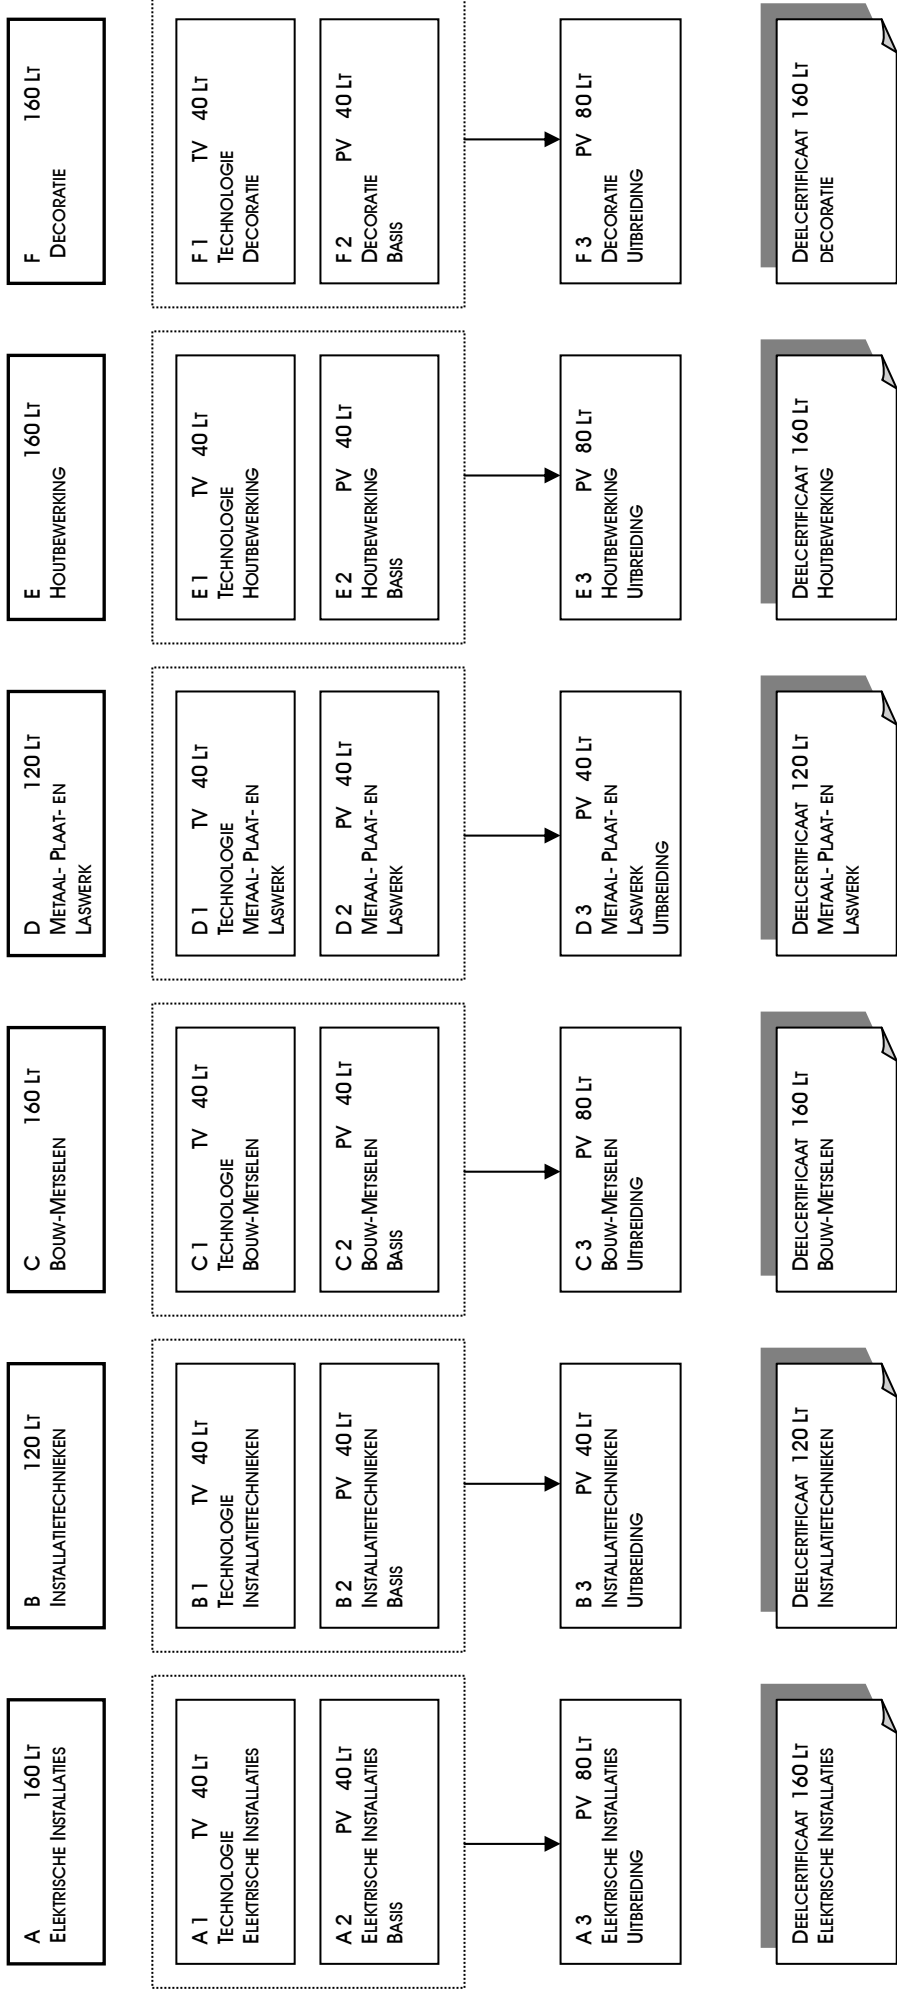 A 160 LT
ELEKTRISCHE INSTALLATIES
A 1 TV 40 LT
TECHNOLOGIE
ELEKTRISCHE INSTALLATIES
A 2 PV 40 LT
ELEKTRISCHE INSTALLATIES
BASIS
A 3 PV 80 LT
ELEKTRISCHE INSTALLATIES
UITBREIDING
DEELCERTIFICAAT 160 LT
ELEKTRISCHE INSTALLATIES
B 120 LT
INSTALLATIETECHNIEKEN
B 1 TV 40 LT
TECHNOLOGIE
INSTALLATIETECHNIEKEN
B 2 PV 40 LT
INSTALLATIETECHNIEKEN
BASIS
B 3 PV 40 LT
INSTALLATIETECHNIEKEN
UITBREIDING
DEELCERTIFICAAT 120 LT
INSTALLATIETECHNIEKEN
C 160 LT
BOUW-METSELEN
C 1 TV 40 LT
TECHNOLOGIE
BOUW-METSELEN
C 2 PV 40 LT
BOUW-METSELEN
BASIS
C 3 PV 80 LT
BOUW-METSELEN
UITBREIDING
DEELCERTIFICAAT 160 LT
BOUW-METSELEN
D 120 LT
METAAL- PLAAT- EN
LASWERK
D 1 TV 40 LT
TECHNOLOGIE
METAAL- PLAAT- EN
LASWERK
D 2 PV 40 LT
METAAL- PLAAT- EN
LASWERK
D 3 PV 40 LT
METAAL- PLAAT- EN
LASWERK
UITBREIDING
DEELCERTIFICAAT 120 LT
METAAL- PLAAT- EN
LASWERK
E 160 LT
HOUTBEWERKING
E 1 TV 40 LT
TECHNOLOGIE
HOUTBEWERKING
E 2 PV 40 LT
HOUTBEWERKING
BASIS
E 3 PV 80 LT
HOUTBEWERKING
UITBREIDING
DEELCERTIFICAAT 160 LT
HOUTBEWERKING
F 160 LT
DECORATIE
F 1 TV 40 LT
TECHNOLOGIE
DECORATIE
F 2 PV 40 LT
DECORATIE
BASIS
F 3 PV 80 LT
DECORATIE
UITBREIDING
DEELCERTIFICAAT 160 LT
DECORATIE